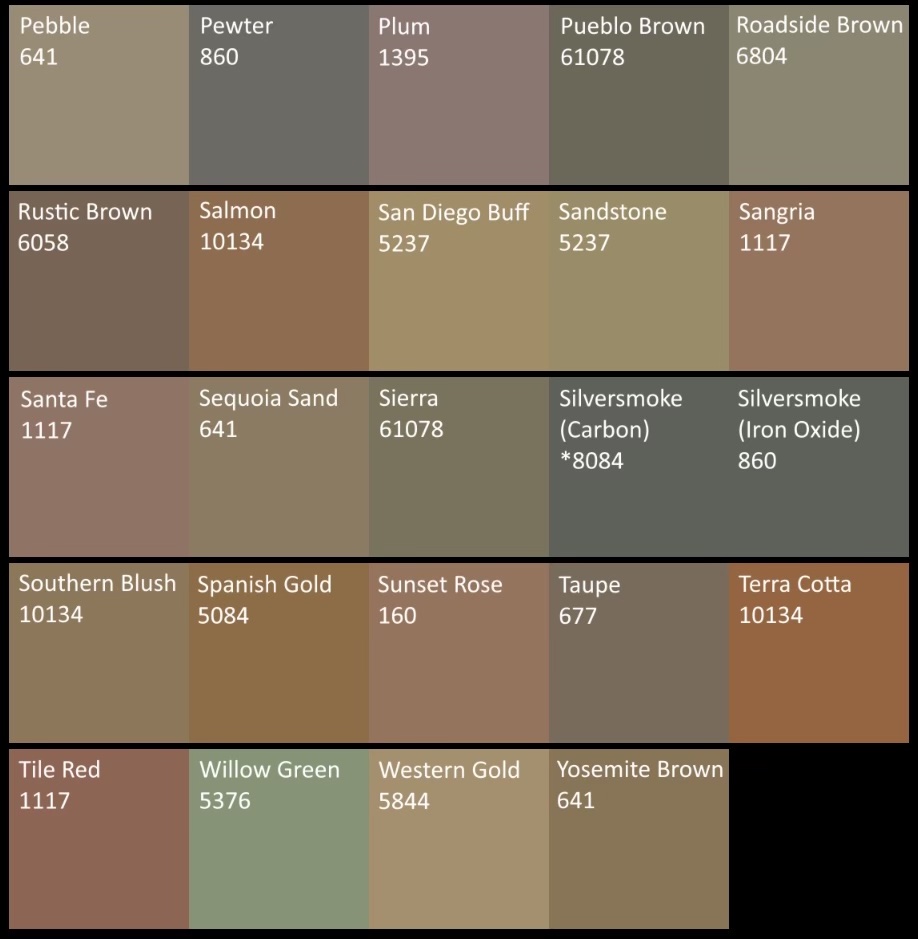 Pebble
641
Pewter
860
Plum
1395
Pueblo Brown
61078
Roadside Brown
6804
Rustic Brown
6058
Salmon
10134
San Diego Buff
5237
Sandstone
5237
Sangria
1117
Santa Fe
1117
Sequoia Sand
641
Sierra
61078
Silversmoke
(Carbon)
*8084
Silversmoke
(Iron Oxide)
860
Southern Blush
10134
Spanish Gold
5084
Sunset Rose
160
Taupe
677
Terra Cotta
10134
Tile Red
1117
Willow Green
5376
Western Gold
5844
Yosemite Brown
641